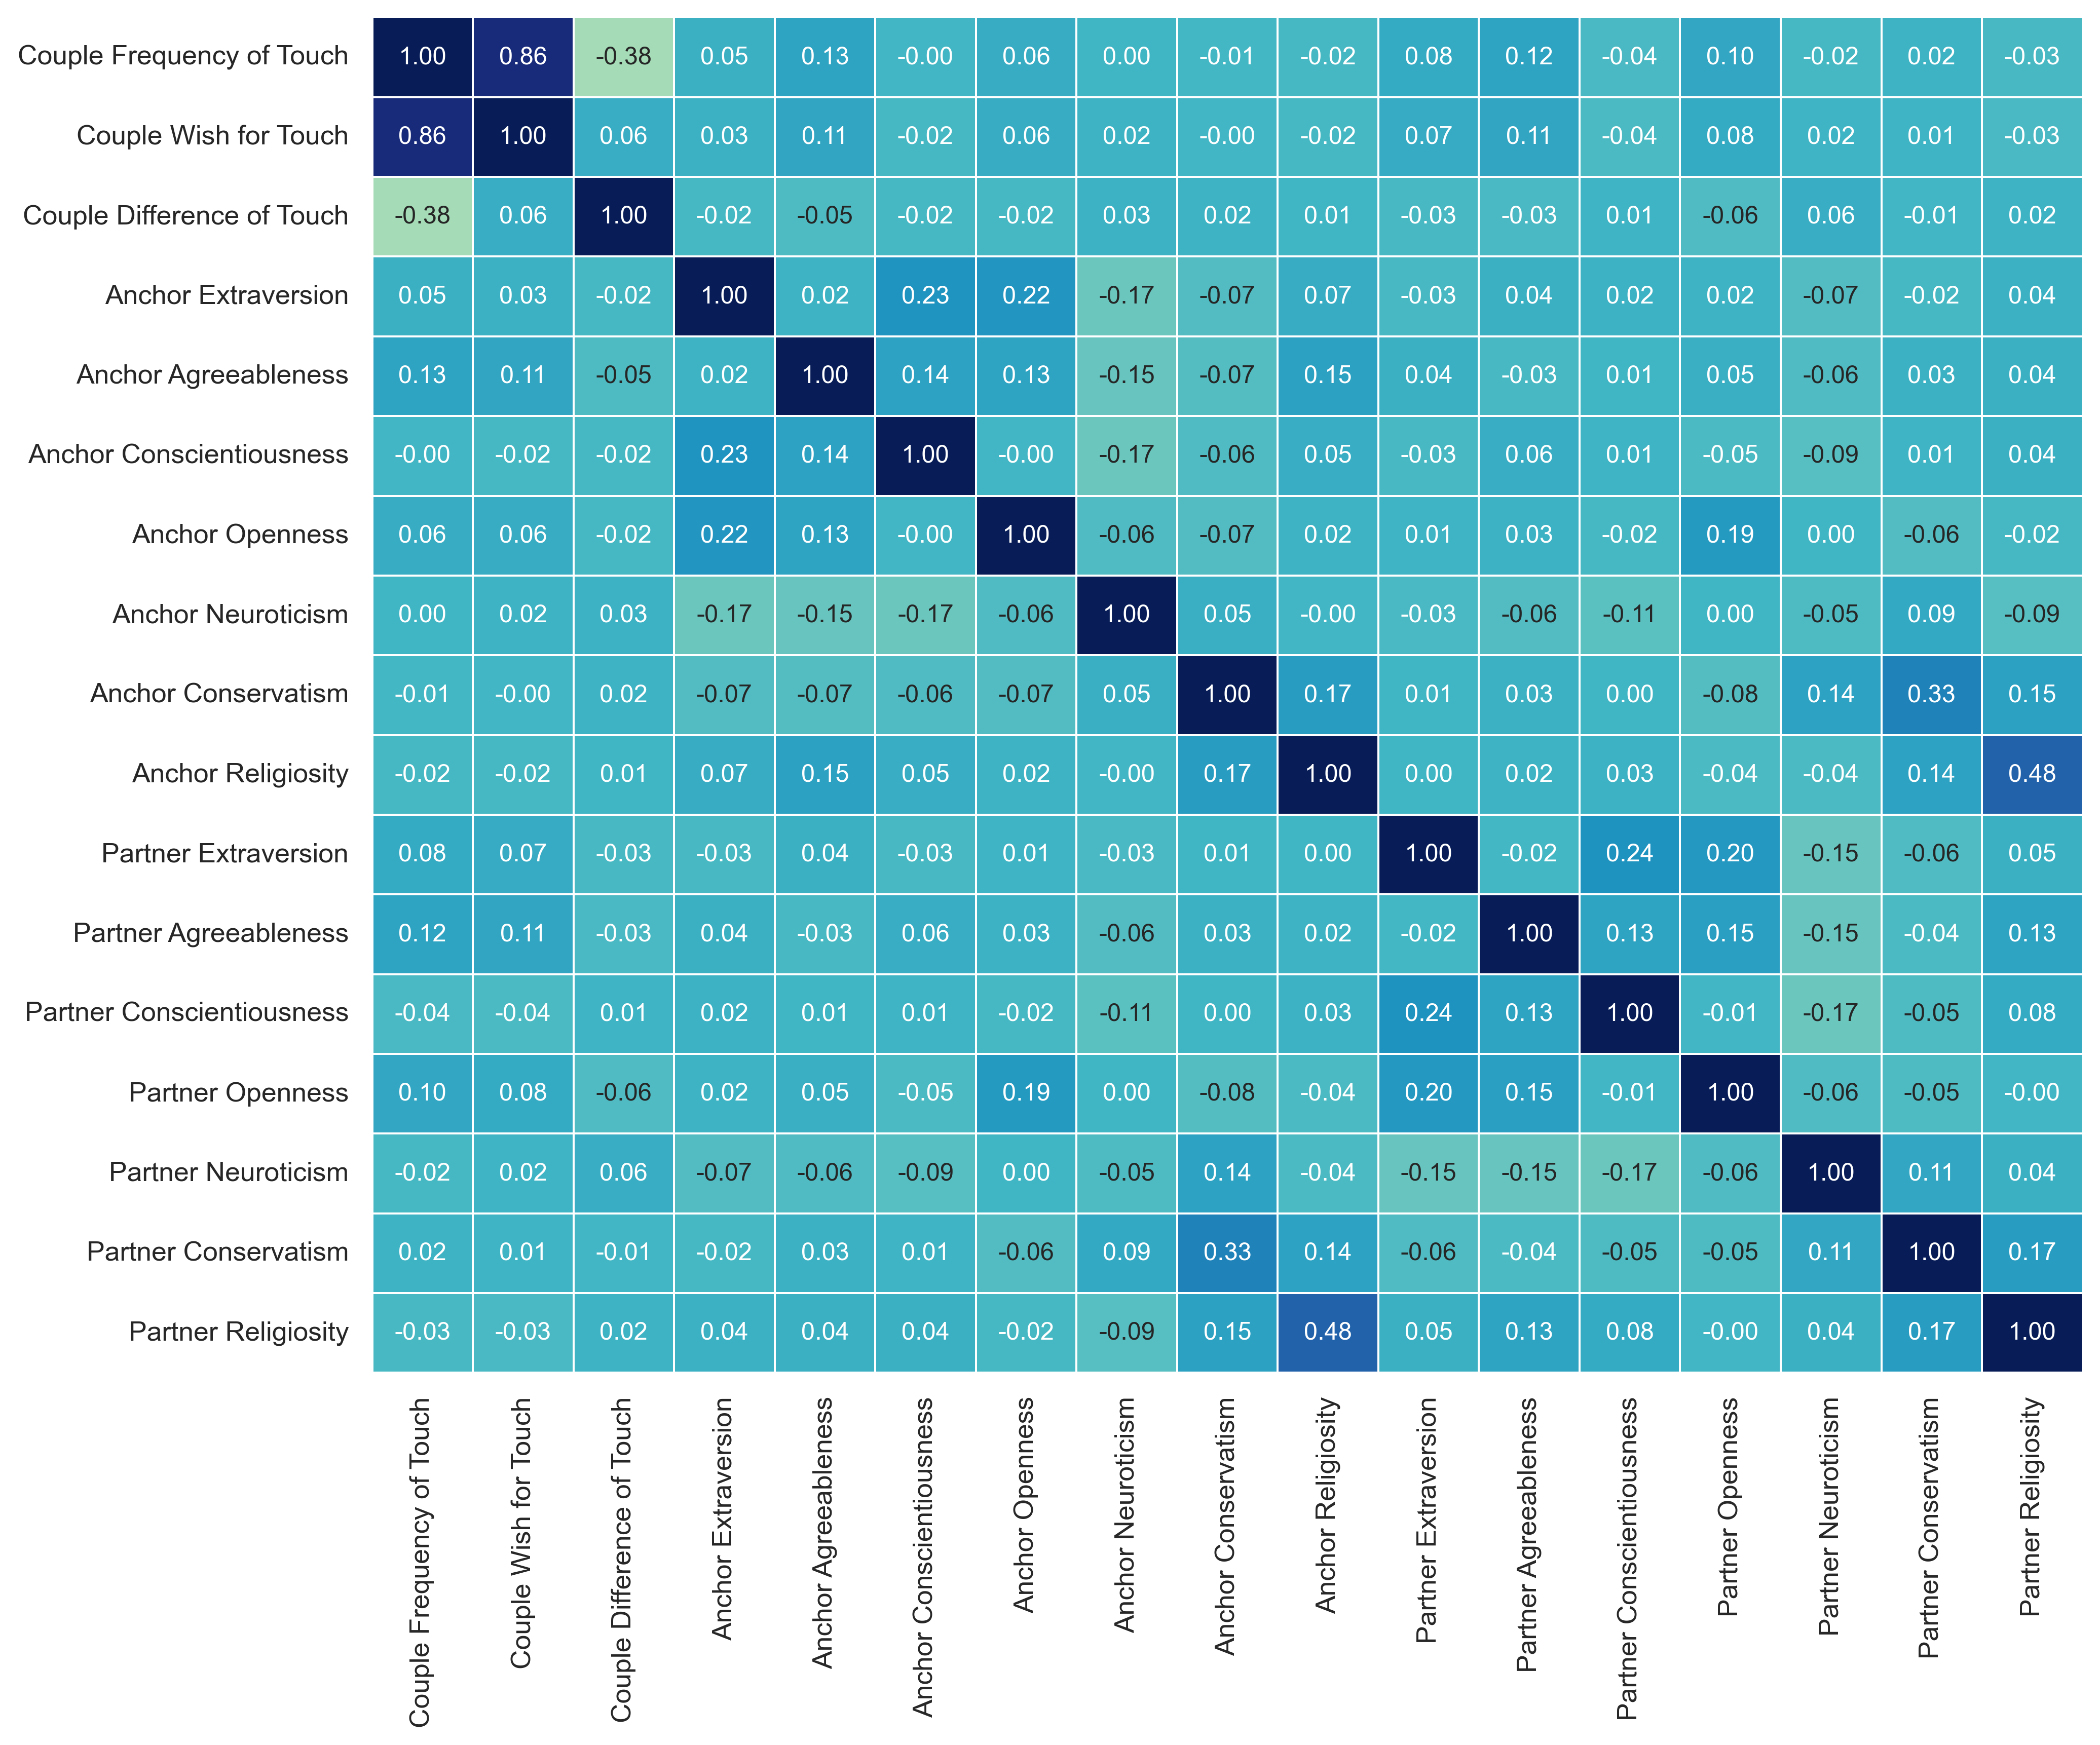 Couple Frequency of Touch 1.00 0.86 -0.38 0.05 0.13 -0.00 0.06 0.00 -0.01 -0.02 0.08 0.12 -0.04 0.10 -0.02 0.02 -0.03
Couple Wish for Touch 0.86 1.00 0.06 0.03 0.11 -0.02 0.06 0.02 -0.00 -0.02 0.07 0.11 -0.04 0.08 0.02 0.01 -0.03
Couple Difference of Touch -0.38 0.06 1.00 -0.02 -0.05 -0.02 -0.02 0.03 0.02 0.01 -0.03 -0.03 0.01 -0.06 0.06 -0.01 0.02
Anchor Extraversion 0.05 0.03 -0.02 1.00 0.02 0.23 0.22 -0.17 -0.07 0.07 -0.03 0.04 0.02 0.02 -0.07 -0.02 0.04
Anchor Agreeableness 0.13 0.11 -0.05 0.02 1.00 0.14 0.13 -0.15 -0.07 0.15 0.04 -0.03 0.01 0.05 -0.06 0.03 0.04
Anchor Conscientiousness -0.00 -0.02 -0.02 0.23 0.14 1.00 -0.00 -0.17 -0.06 0.05 -0.03 0.06 0.01 -0.05 -0.09 0.01 0.04
Anchor Openness 0.06 0.06 -0.02 0.22 0.13 -0.00 1.00 -0.06 -0.07 0.02 0.01 0.03 -0.02 0.19 0.00 -0.06 -0.02
Anchor Neuroticism 0.00 0.02 0.03 -0.17 -0.15 -0.17 -0.06 1.00 0.05 -0.00 -0.03 -0.06 -0.11 0.00 -0.05 0.09 -0.09
Anchor Conservatism -0.01 -0.00 0.02 -0.07 -0.07 -0.06 -0.07 0.05 1.00 0.17 0.01 0.03 0.00 -0.08 0.14 0.33 0.15
Anchor Religiosity -0.02 -0.02 0.01 0.07 0.15 0.05 0.02 -0.00 0.17 1.00 0.00 0.02 0.03 -0.04 -0.04 0.14 0.48
Partner Extraversion 0.08 0.07 -0.03 -0.03 0.04 -0.03 0.01 -0.03 0.01 0.00 1.00 -0.02 0.24 0.20 -0.15 -0.06 0.05
Partner Agreeableness 0.12 0.11 -0.03 0.04 -0.03 0.06 0.03 -0.06 0.03 0.02 -0.02 1.00 0.13 0.15 -0.15 -0.04 0.13
Partner Conscientiousness -0.04 -0.04 0.01 0.02 0.01 0.01 -0.02 -0.11 0.00 0.03 0.24 0.13 1.00 -0.01 -0.17 -0.05 0.08
Partner Openness 0.10 0.08 -0.06 0.02 0.05 -0.05 0.19 0.00 -0.08 -0.04 0.20 0.15 -0.01 1.00 -0.06 -0.05 -0.00
Partner Neuroticism -0.02 0.02 0.06 -0.07 -0.06 -0.09 0.00 -0.05 0.14 -0.04 -0.15 -0.15 -0.17 -0.06 1.00 0.11 0.04
Partner Conservatism 0.02 0.01 -0.01 -0.02 0.03 0.01 -0.06 0.09 0.33 0.14 -0.06 -0.04 -0.05 -0.05 0.11 1.00 0.17
Partner Religiosity -0.03 -0.03 0.02 0.04 0.04 0.04 -0.02 -0.09 0.15 0.48 0.05 0.13 0.08 -0.00 0.04 0.17 1.00
Couple Frequency of Touch
Couple Wish for Touch
Couple Difference of Touch
Anchor Extraversion
Anchor Agreeableness
Anchor Conscientiousness
Anchor Openness
Anchor Neuroticism
Anchor Conservatism
Anchor Religiosity
Partner Extraversion
Partner Agreeableness
Partner Conscientiousness
Partner Openness
Partner Neuroticism
Partner Conservatism
Partner Religiosity